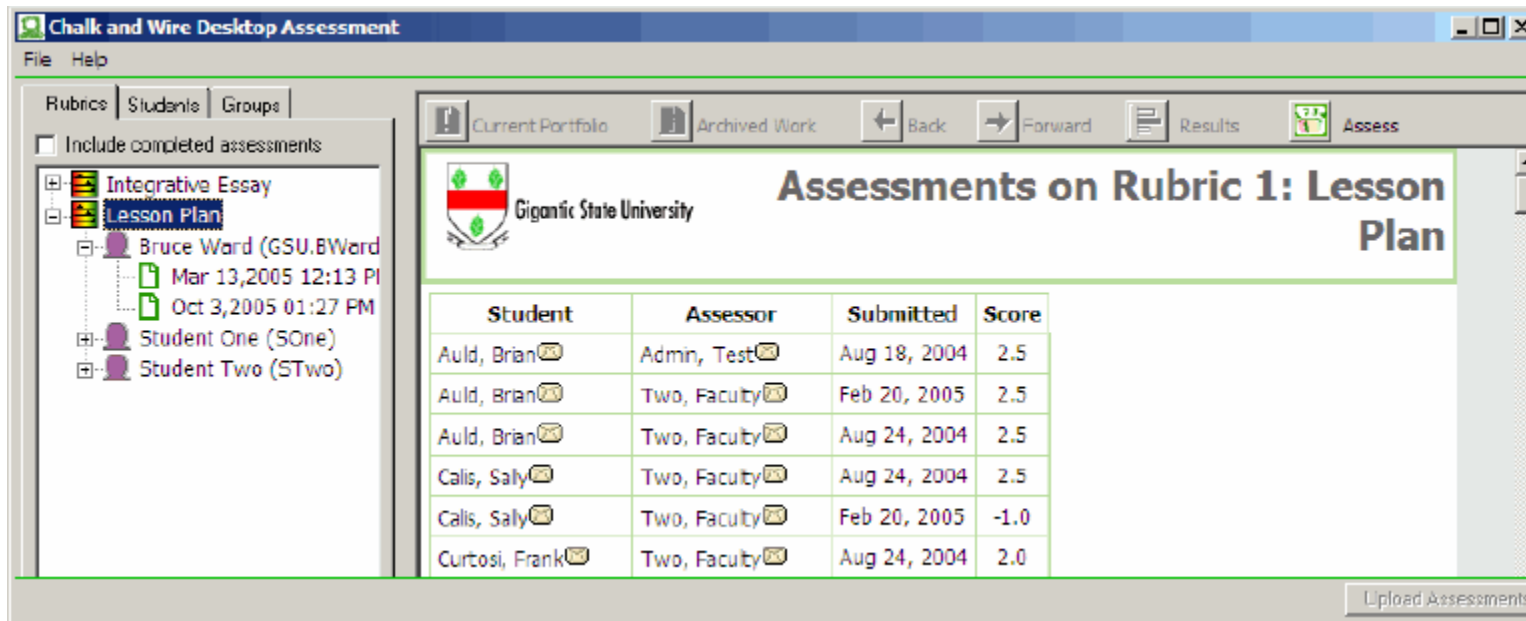 Chalk and Wire Desktop Assessment
File Help
Rubrics Students Groups
Include completed assessments
Integrative Essay
Lesson Plan
Bruce Ward (GSU.BWard
Mar 13,2005 12:13 P
Oct 3,2005 01:27 PM
Student One (SOne)
Student Two (STwo)
Current Portfolio Archived Work Back Forward Results Assess
Gigantic State University
Assessments on Rubric 1: Lesson
Plan
Student Assessor Submitted Score
Auld, Brian Admin, Test Aug 18, 2004 2.5
Auld, Brian Two, Faculty Feb 20, 2005 2.5
Auld, Brian Two, Faculty Aug 24, 2004 2.5
Calis, Sally Two, Faculty Aug 24, 2004 2.5
Calis, Sally Two, Faculty Feb 20, 2005 -1.0
Curtosi, Frank Two, Faculty Aug 24, 2004 2.0
Upload Assessments